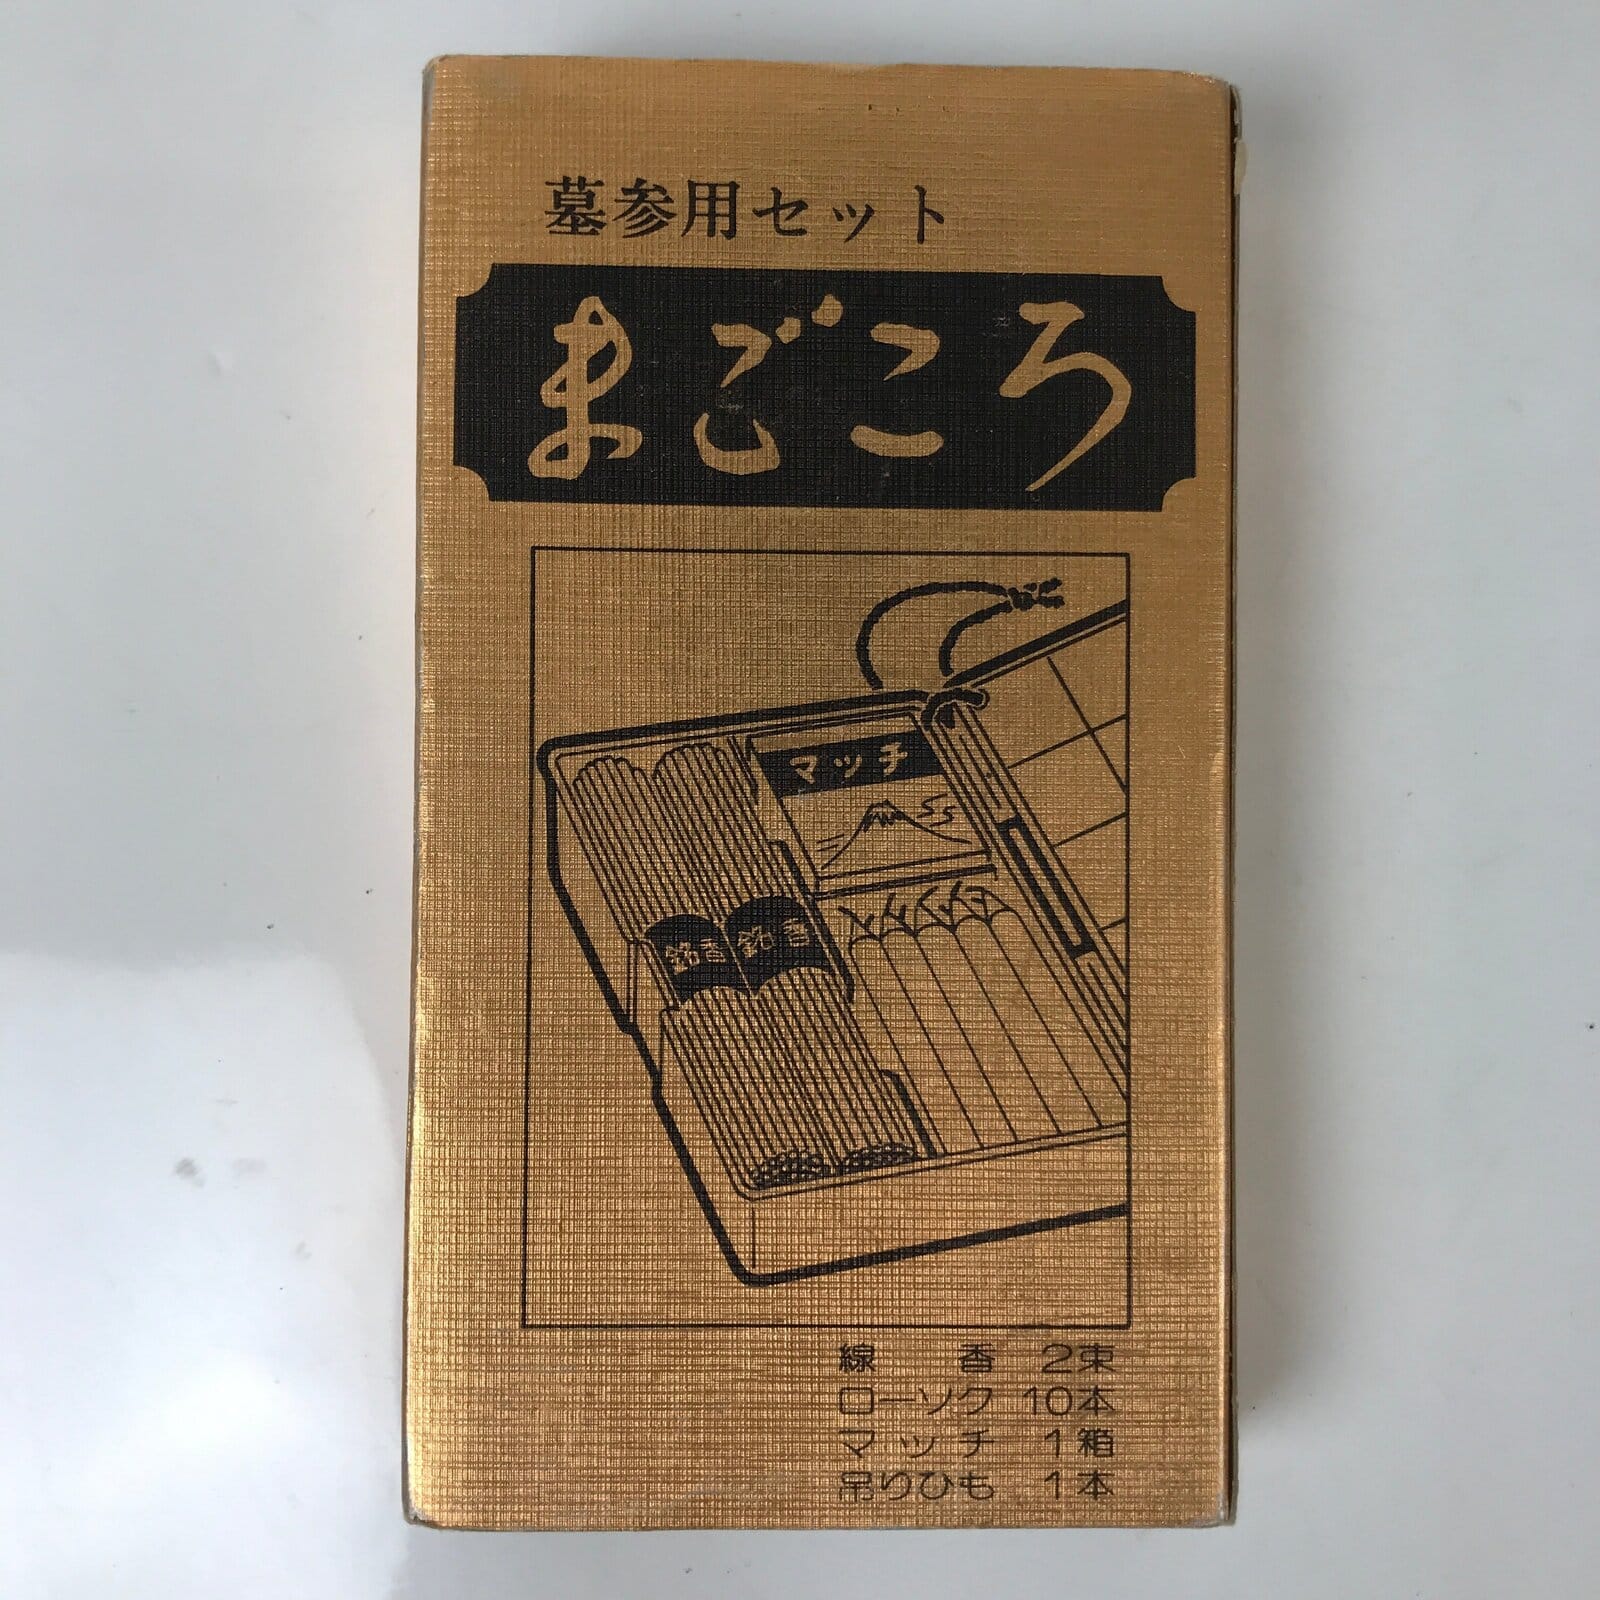 墓参用セット
まごころ
マッチ
銘香 銘香
線香 2束
ローソク 10本
マッチ 1箱
吊りひも 1本